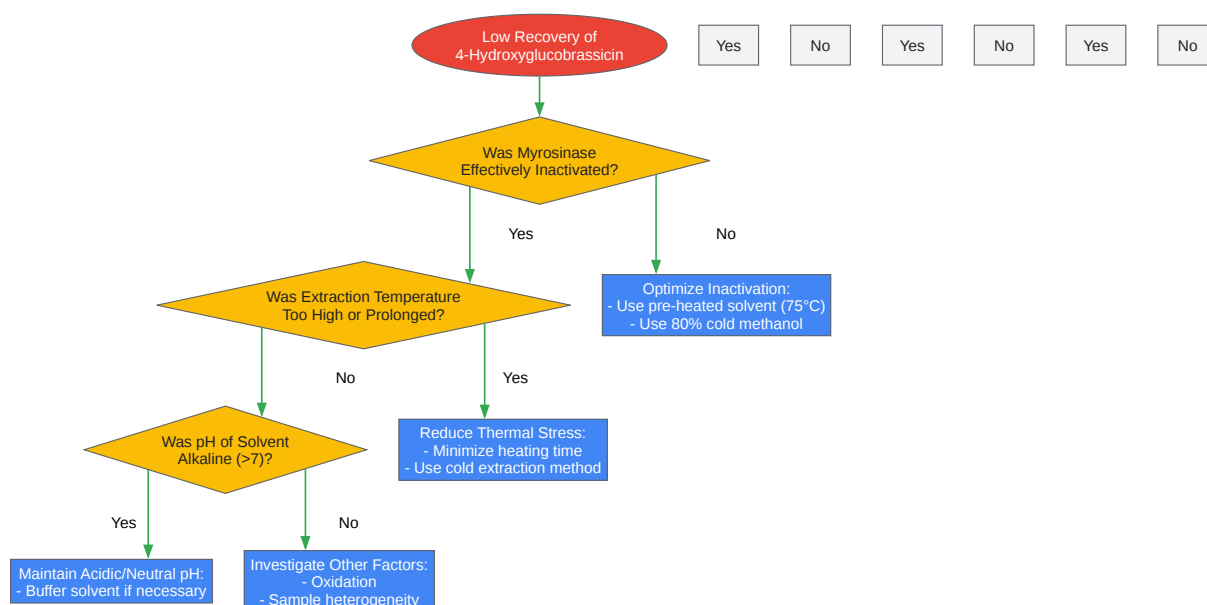 Low Recovery of
4-Hydroxyglucobrassicin
Yes
No
Yes
No
Yes
No
Was Myrosinase
Effectively Inactivated?
Yes
No
Was Extraction Temperature
Too High or Prolonged?
Optimize Inactivation:
- Use pre-heated solvent (75°C)
- Use 80% cold methanol
No
Yes
Was pH of Solvent
Alkaline (>7)?
Reduce Thermal Stress:
- Minimize heating time
- Use cold extraction method
Yes
No
Maintain Acidic/Neutral pH:
- Buffer solvent if necessary
Investigate Other Factors:
- Oxidation
- Sample heterogeneity